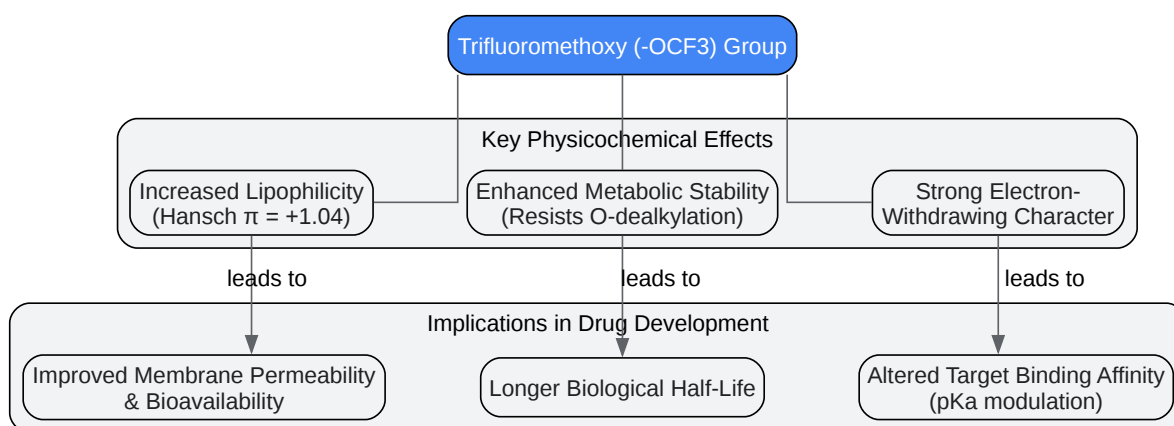 Trifluoromethoxy (-OCF3) Group
Key Physicochemical Effects
Increased Lipophilicity
(Hansch π = +1.04)
Enhanced Metabolic Stability
(Resists O-dealkylation)
Strong Electron-
Withdrawing Character
leads to
leads to
leads to
Implications in Drug Development
Improved Membrane Permeability
& Bioavailability
Longer Biological Half-Life
Altered Target Binding Affinity
(pKa modulation)